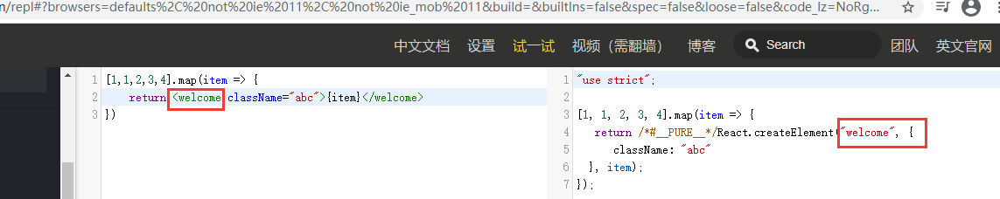 n/repl#?browsers=defaults%2C%20not%20ie%2011%2C%20not%20ie_mob%2011&build=&builtIns=false&spec=false&loose=false&code_lz=NoRg...
中文文档 设置 试一试 视频（需翻墙） 博客 Search 团队 英文官网
1 [1,1,2,3,4].map(item => {
2 return <welcome className="abc">{item}</welcome>
3 })
1 "use strict";
2
3 [1, 1, 2, 3, 4].map(item => {
4 return /*#__PURE__*/React.createElement("welcome", {
5 className: "abc"
6 }, item);
7 });